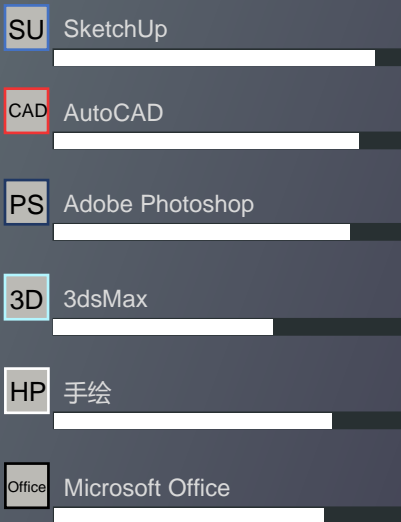 SU SketchUp
CAD AutoCAD
PS Adobe Photoshop
3D 3dsMax
HP 手绘
Office Microsoft Office